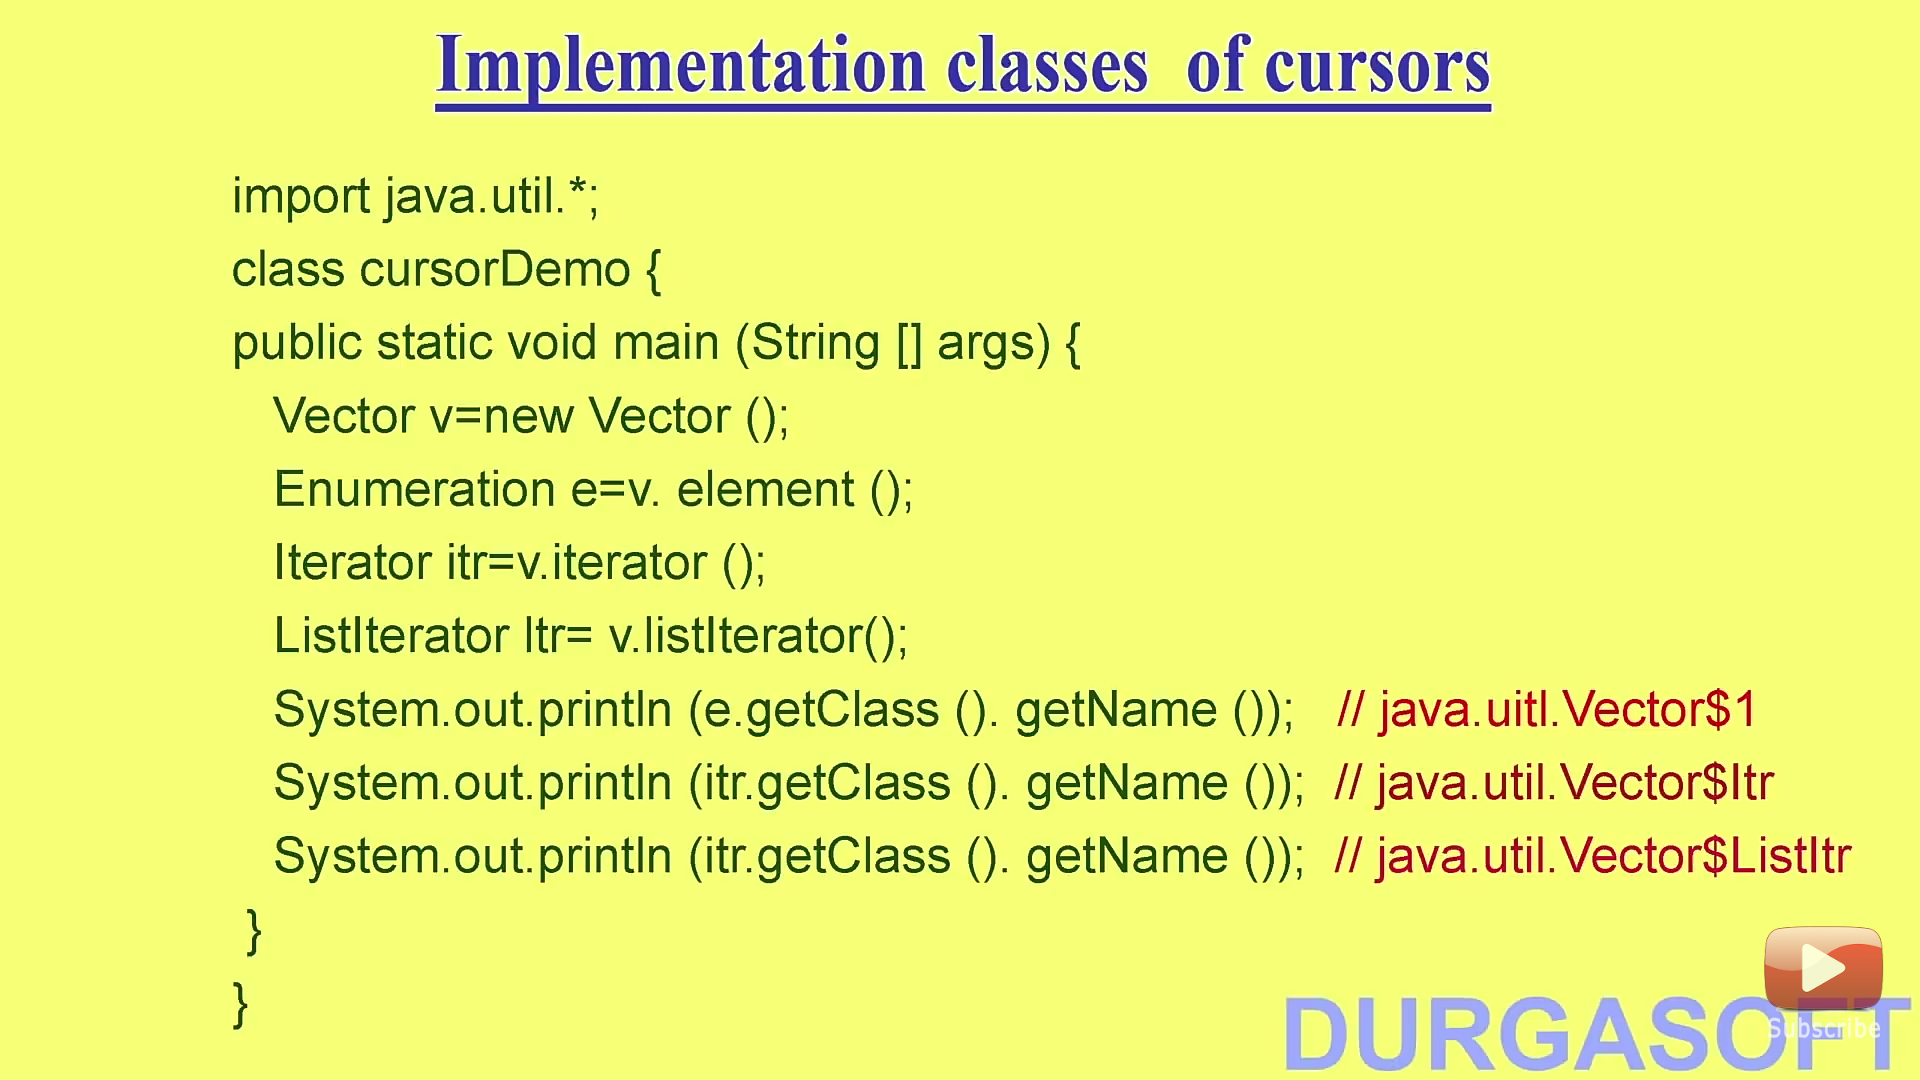 Implementation classes of cursors
import java.util.*;
class cursorDemo {
public static void main (String [] args) {
Vector v=new Vector ();
Enumeration e=v. element ();
Iterator itr=v.iterator ();
ListIterator ltr= v.listIterator();
System.out.println (e.getClass (). getName ());   // java.uitl.Vector$1
System.out.println (itr.getClass (). getName ());  // java.util.Vector$Itr
System.out.println (itr.getClass (). getName ());  // java.util.Vector$ListItr
}
}
DURGASOFT
Subscribe